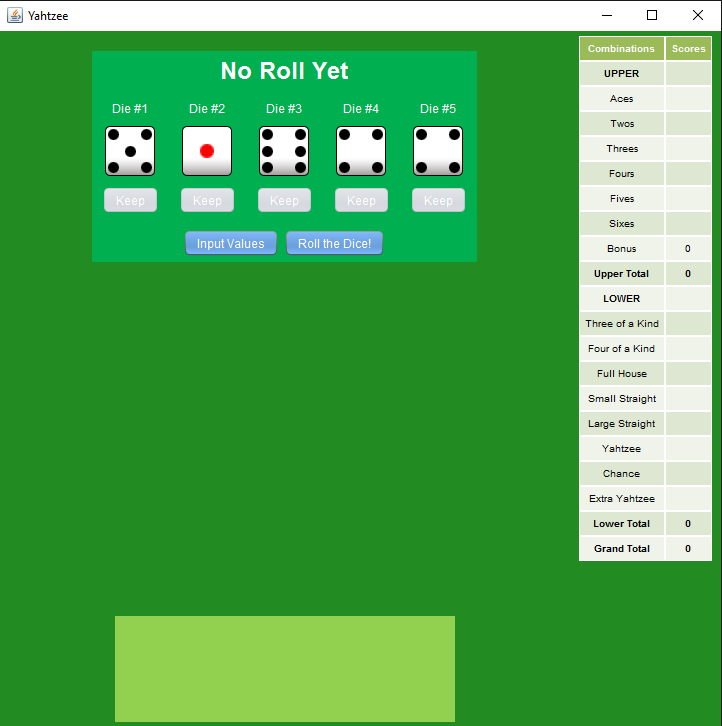 Yahtzee
No Roll Yet
Die #1 Die #2 Die #3 Die #4 Die #5
Keep Keep Keep Keep Keep
Input Values Roll the Dice!
Combinations Scores
UPPER
Aces
Twos
Threes
Fours
Fives
Sixes
Bonus 0
Upper Total 0
LOWER
Three of a Kind
Four of a Kind
Full House
Small Straight
Large Straight
Yahtzee
Chance
Extra Yahtzee
Lower Total 0
Grand Total 0